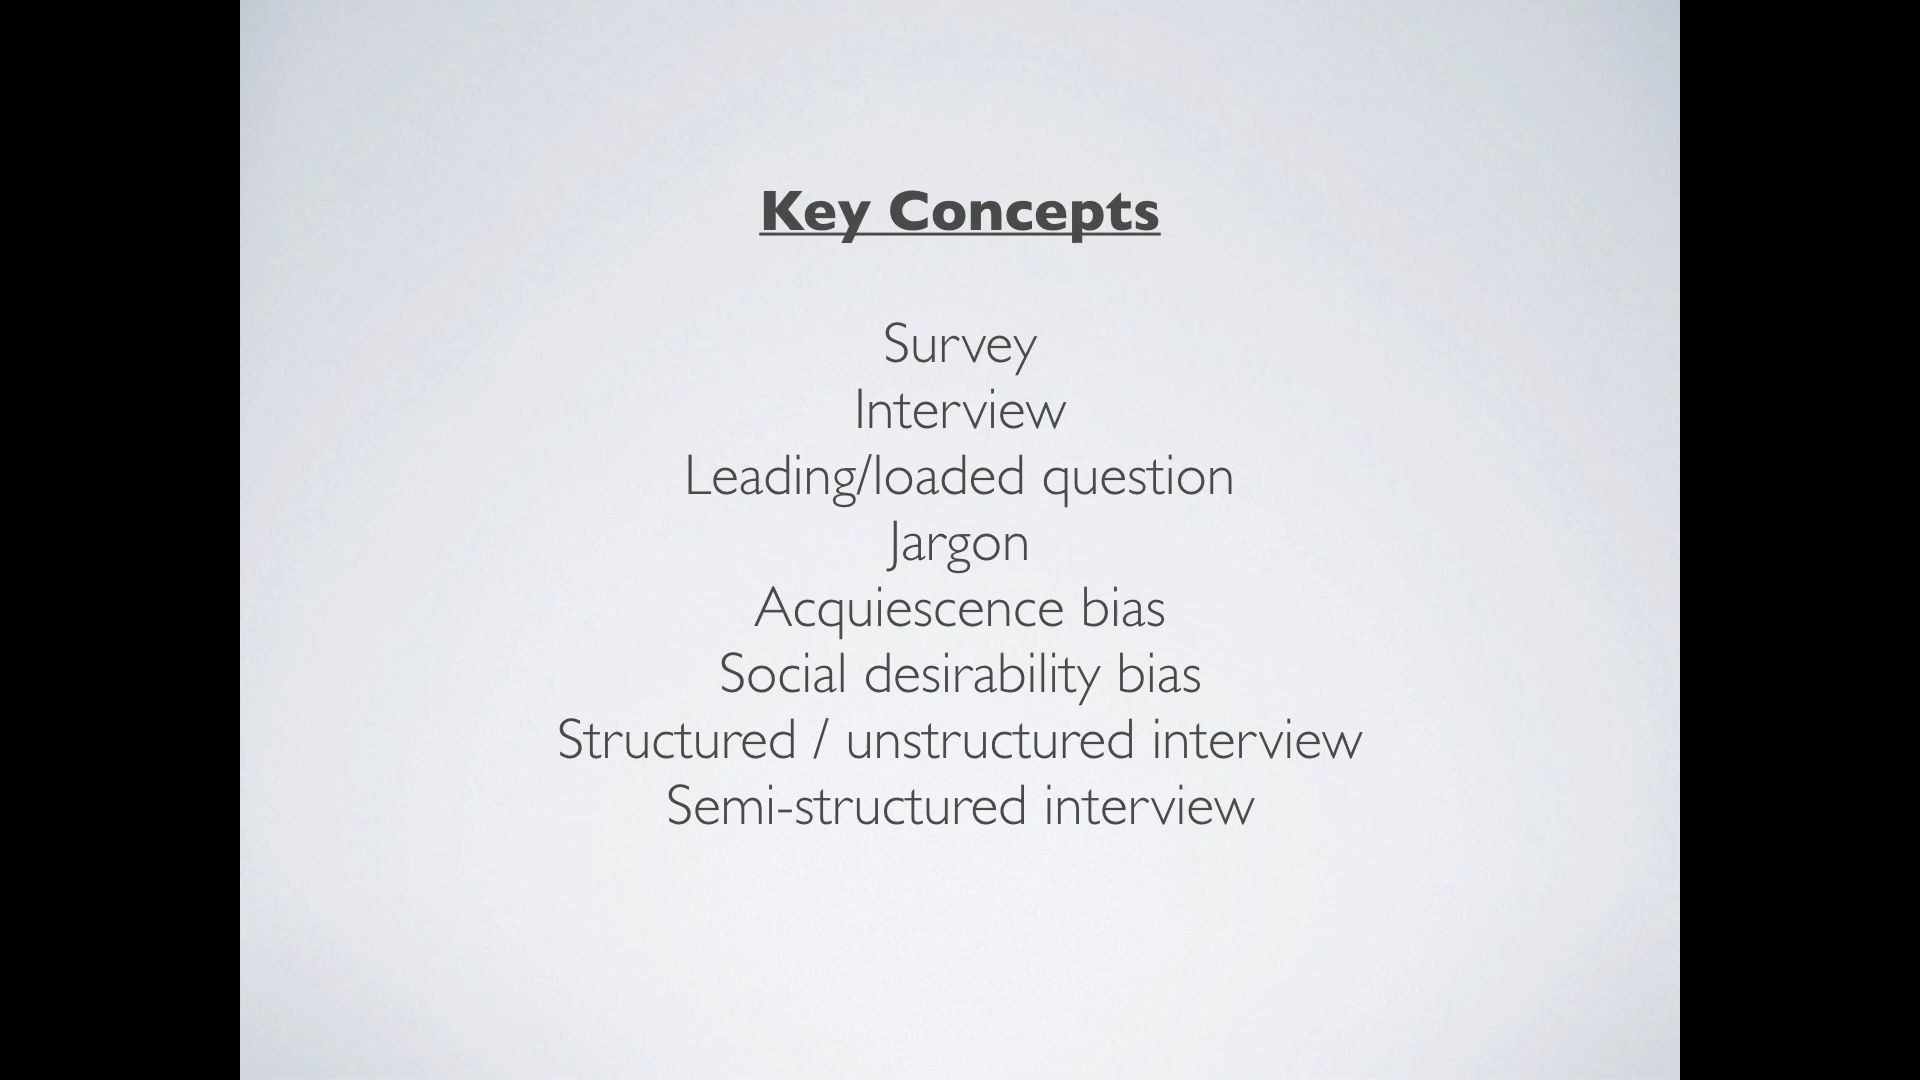 Key Concepts
Survey
Interview
Leading/loaded question
Jargon
Acquiescence bias
Social desirability bias
Structured / unstructured interview
Semi-structured interview